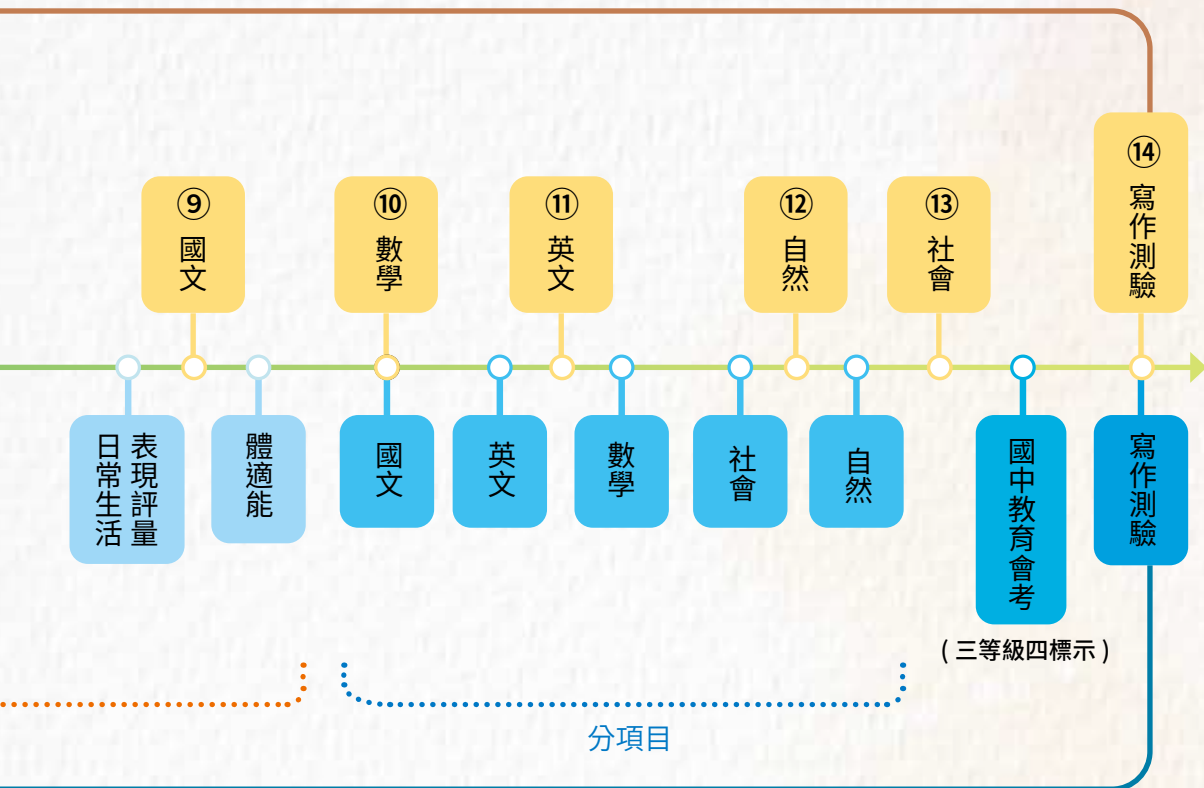 ⑨
國文
⑩
數學
⑪
英文
⑫
自然
⑬
社會
⑭
寫作測驗
日常生活
表現評量
體適能
國文
英文
數學
社會
自然
國中教育會考
(三等級四標示)
寫作測驗
分項目